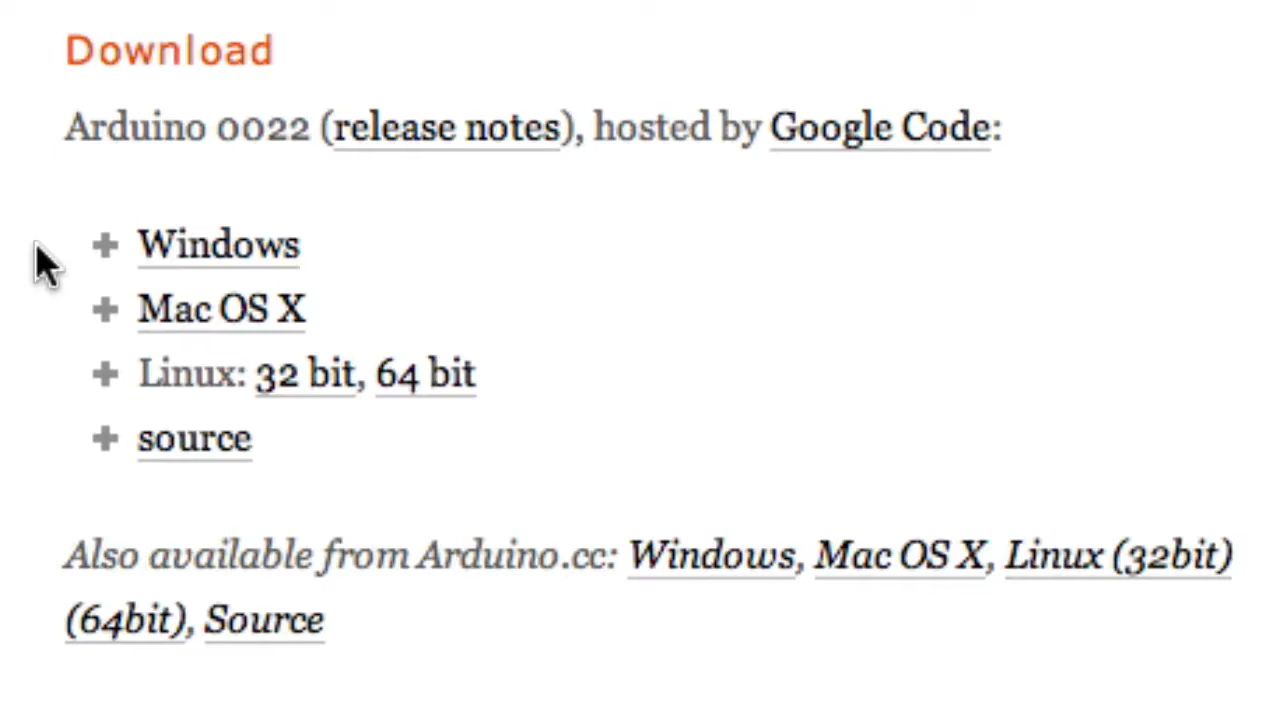 Download
Arduino 0022 (release notes), hosted by Google Code:
Windows
Mac OS X
Linux: 32 bit, 64 bit
source
Also available from Arduino.cc: Windows, Mac OS X, Linux (32bit)
(64bit), Source